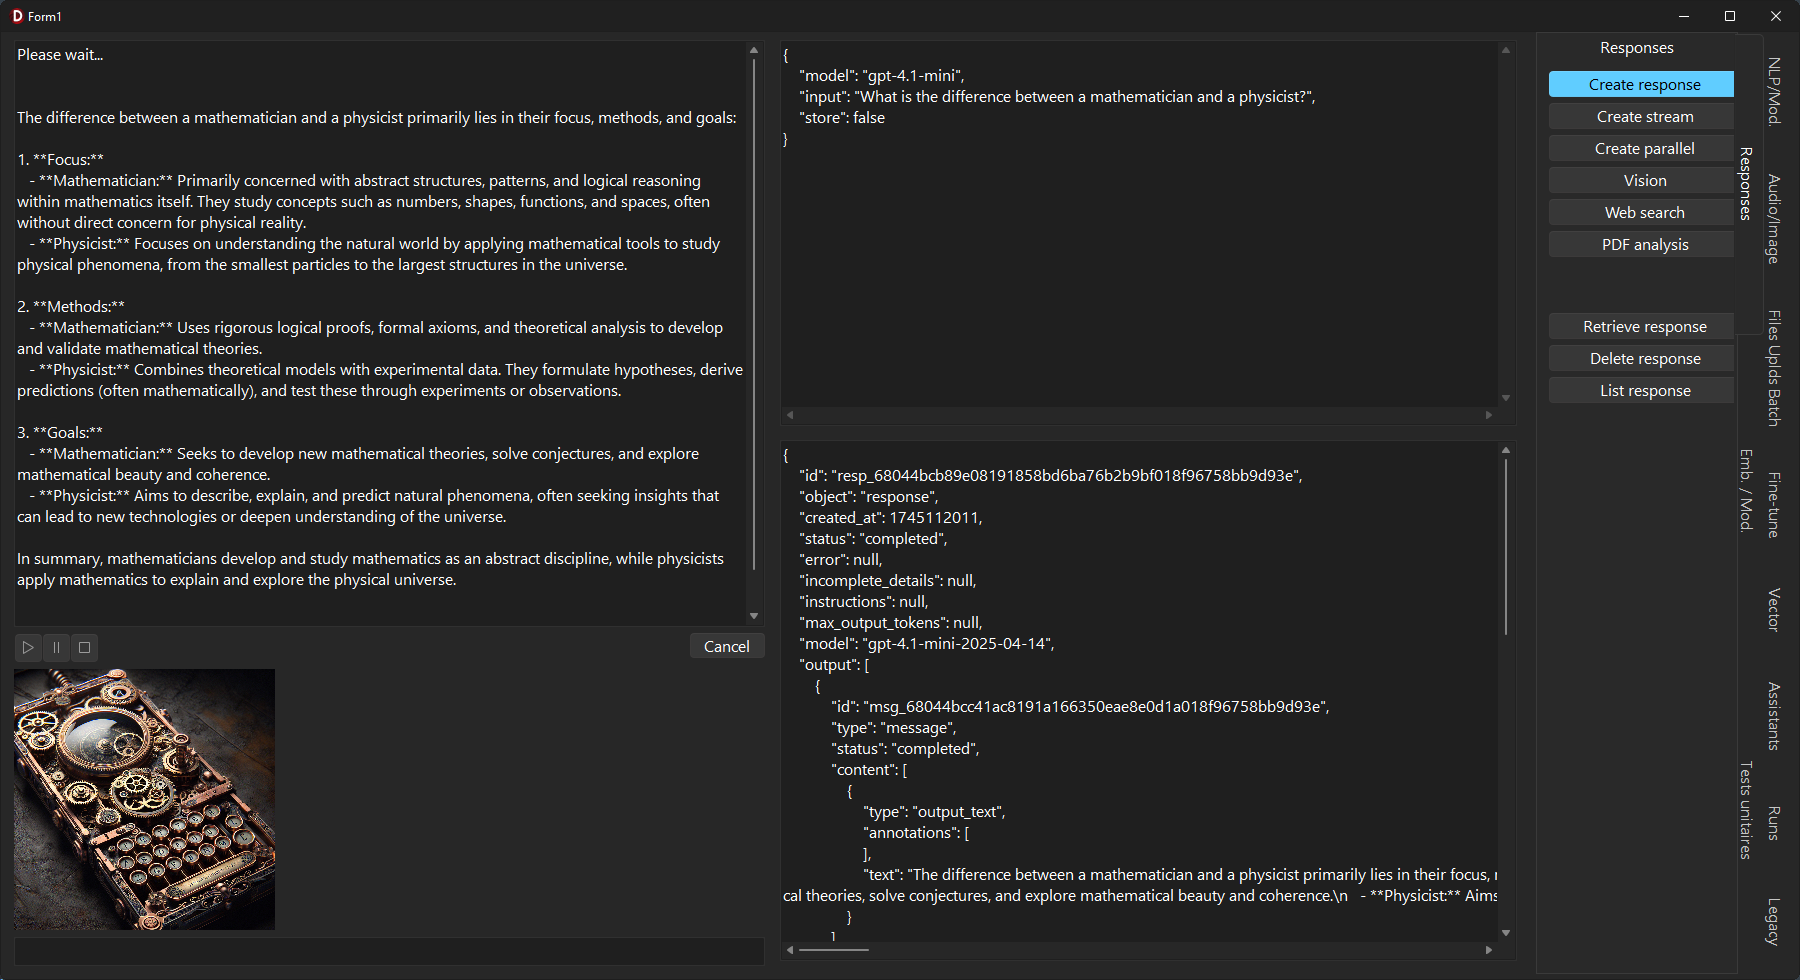 Form1
Please wait...
The difference between a mathematician and a physicist primarily lies in their focus, methods, and goals:
1. **Focus:**
- **Mathematician:** Primarily concerned with abstract structures, patterns, and logical reasoning
within mathematics itself. They study concepts such as numbers, shapes, functions, and spaces, often
without direct concern for physical reality.
- **Physicist:** Focuses on understanding the natural world by applying mathematical tools to study
physical phenomena, from the smallest particles to the largest structures in the universe.
2. **Methods:**
- **Mathematician:** Uses rigorous logical proofs, formal axioms, and theoretical analysis to develop
and validate mathematical theories.
- **Physicist:** Combines theoretical models with experimental data. They formulate hypotheses, derive
predictions (often mathematically), and test these through experiments or observations.
3. **Goals:**
- **Mathematician:** Seeks to develop new mathematical theories, solve conjectures, and explore
mathematical beauty and coherence.
- **Physicist:** Aims to describe, explain, and predict natural phenomena, often seeking insights that
can lead to new technologies or deepen understanding of the universe.
In summary, mathematicians develop and study mathematics as an abstract discipline, while physicists
apply mathematics to explain and explore the physical universe.
Cancel
{
"model": "gpt-4.1-mini",
"input": "What is the difference between a mathematician and a physicist?",
"store": false
}
{
"id": "resp_68044bcb89e08191858bd6ba76b2b9bf018f96758bb9d93e",
"object": "response",
"created_at": 1745112011,
"status": "completed",
"error": null,
"incomplete_details": null,
"instructions": null,
"max_output_tokens": null,
"model": "gpt-4.1-mini-2025-04-14",
"output": [
{
"id": "msg_68044bcc41ac8191a166350eae8e0d1a018f96758bb9d93e",
"type": "message",
"status": "completed",
"content": [
{
"type": "output_text",
"annotations": [
],
"text": "The difference between a mathematician and a physicist primarily lies in their focus,
cal theories, solve conjectures, and explore mathematical beauty and coherence.\n - **Physicist:** Aims
}
]
Responses
Create response
Create stream
Create parallel
Vision
Web search
PDF analysis
Retrieve response
Delete response
List response
Responses
Emb. / Mod.
Tests unitaires
NLP/Mod.
Audio/Image
Files Uplds Batch
Fine-tune
Vector
Assistants
Runs
Legacy